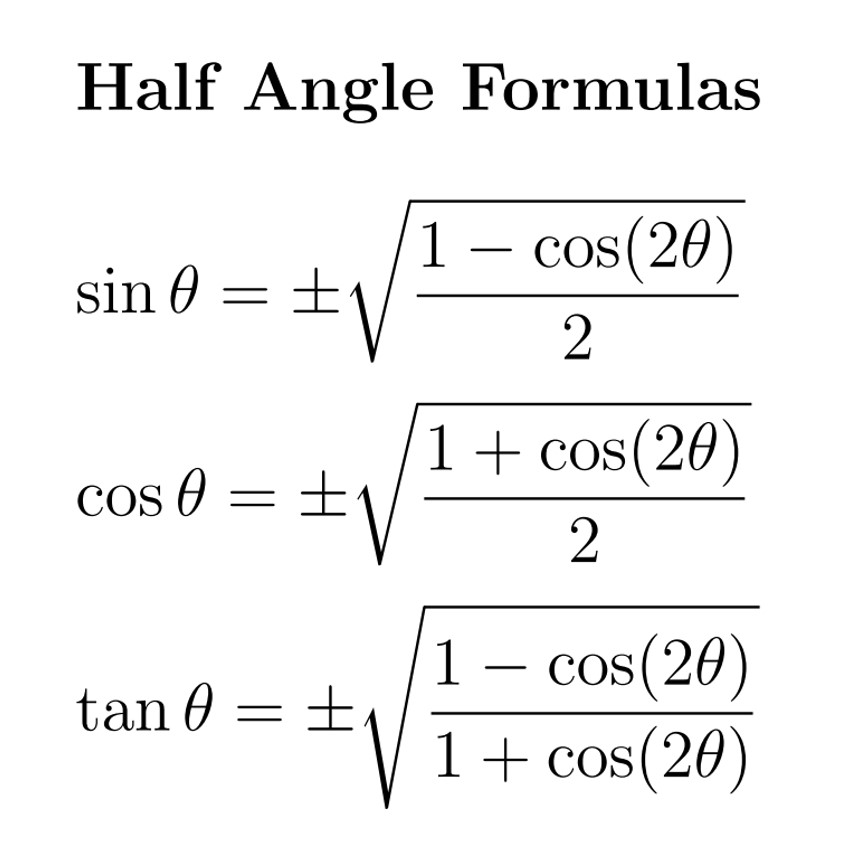 Half Angle Formulas
sin θ = ±√((1 − cos(2θ))/2)
cos θ = ±√((1 + cos(2θ))/2)
tan θ = ±√((1 − cos(2θ))/(1 + cos(2θ)))